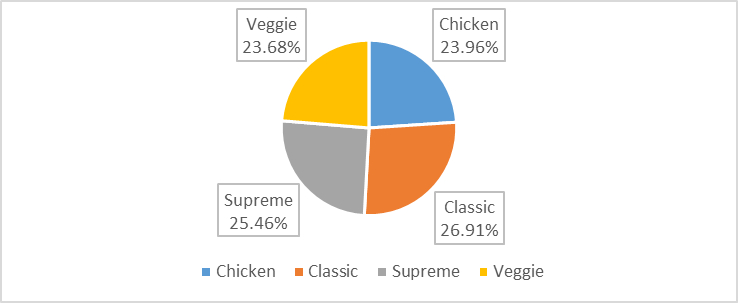 Veggie
23.68%
Chicken
23.96%
Supreme
25.46%
Classic
26.91%
Chicken Classic Supreme Veggie